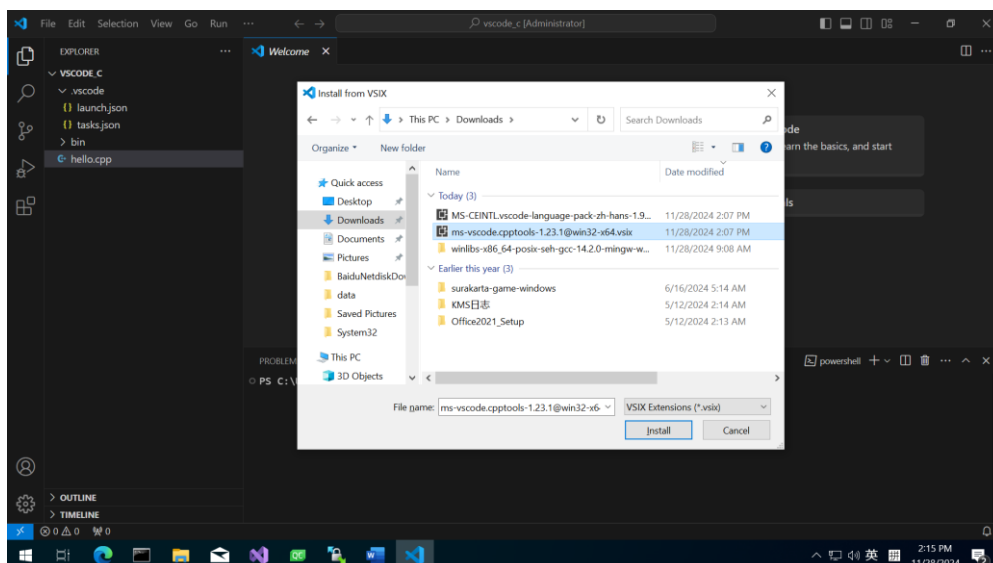 File Edit Selection View Go Run ··· vscode_c [Administrator]
EXPLORER ···
Welcome
VSCODE_C
.vscode
{} launch.json
{} tasks.json
bin
hello.cpp
OUTLINE
TIMELINE
Install from VSIX
This PC > Downloads >
Search Downloads
Organize
New folder
Quick access
Desktop
Downloads
Documents
Pictures
data
Saved Pictures
System32
This PC
3D Objects
Name Date modified
Today (3)
MS-CEINTL.vscode-language-pack-zh-hans-1.9... 11/28/2024 2:07 PM
ms-vscode.cpptools-1.23.1@win32-x64.vsix 11/28/2024 2:07 PM
winlibs-x86_64-posix-seh-gcc-14.2.0-mingw-w... 11/28/2024 9:08 AM
Earlier this year (3)
surakarta-game-windows 6/16/2024 5:14 AM
KMS日志 5/12/2024 2:14 AM
Office2021_Setup 5/12/2024 2:13 AM
File name: ms-vscode.cpptools-1.23.1@win32-x6 VSIX Extensions (*.vsix)
Install Cancel
earn the basics, and start
powershell
PS C:\
0 0 0
英
2:15 PM
11/28/2024